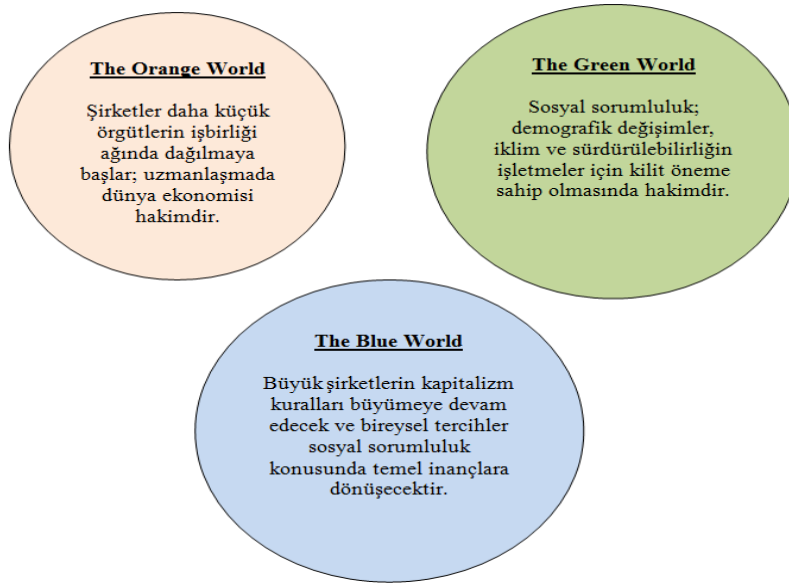 The Orange World
Şirketler daha küçük
örgütlerin işbirliği
ağında dağılmaya
başlar; uzmanlaşmada
dünya ekonomisi
hakimdir.
The Green World
Sosyal sorumluluk;
demografik değişimler,
iklim ve sürdürülebilirliğin
işletmeler için kilit öneme
sahip olmasında hakimdir.
The Blue World
Büyük şirketlerin kapitalizm
kuralları büyümeye devam
edecek ve bireysel tercihler
sosyal sorumluluk
konusunda temel inançlara
dönüşecektir.